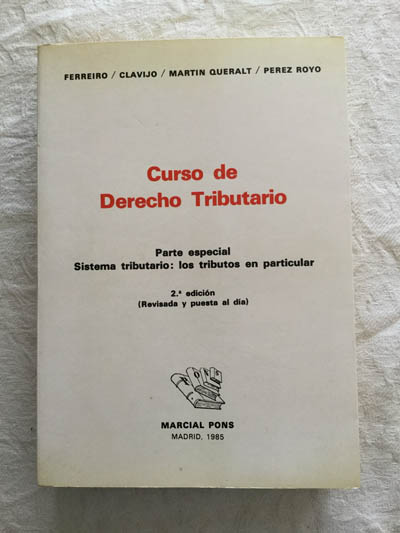 FERREIRO / CLAVIJO / MARTIN QUERALT / PEREZ ROYO
Curso de
Derecho Tributario
Parte especial
Sistema tributario: los tributos en particular
2.ª edición
(Revisada y puesta al día)
MARCIAL PONS
MADRID, 1985